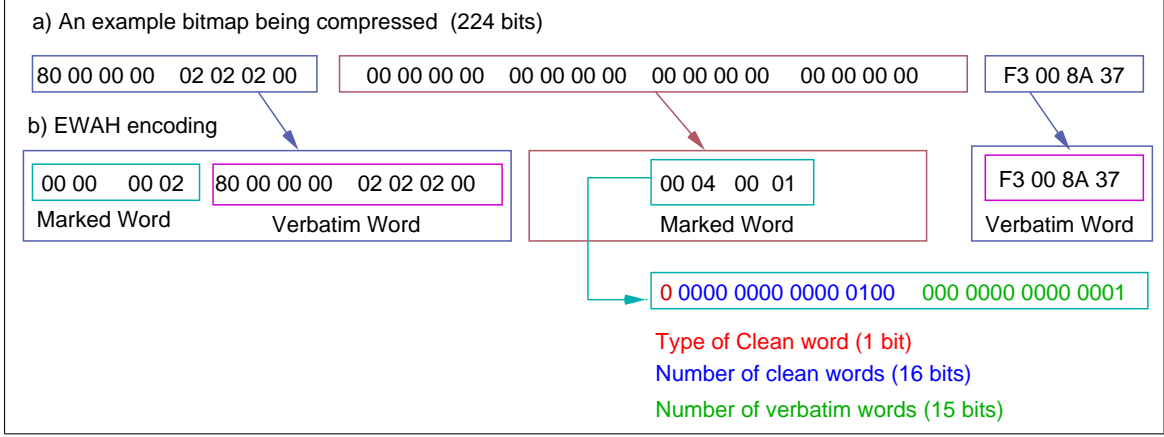 a) An example bitmap being compressed (224 bits)
80 00 00 00 02 02 02 00 00 00 00 00 00 00 00 00 00 00 00 00 00 00 00 00 F3 00 8A 37
b) EWAH encoding
00 00 00 02 80 00 00 00 02 02 02 00 00 04 00 01 F3 00 8A 37
Marked Word Verbatim Word Marked Word Verbatim Word
0 0000 0000 0000 0100 000 0000 0000 0001
Type of Clean word (1 bit)
Number of clean words (16 bits)
Number of verbatim words (15 bits)